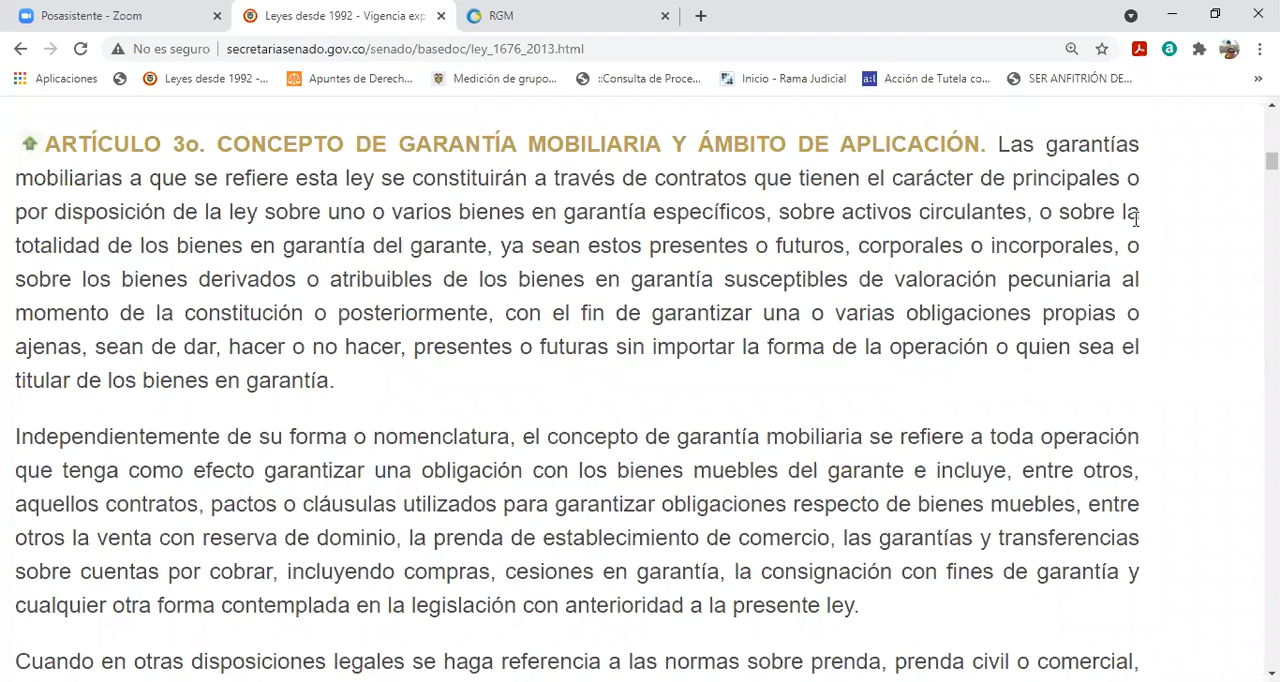 Posasistente - Zoom
Leyes desde 1992 - Vigencia exp
RGM
No es seguro
secretariasenado.gov.co/senado/basedoc/ley_1676_2013.html
Aplicaciones
Leyes desde 1992 -...
Apuntes de Derech...
Medición de grupo...
::Consulta de Proce...
Inicio - Rama Judicial
Acción de Tutela co...
SER ANFITRIÓN DE...
»
ARTÍCULO 3o. CONCEPTO DE GARANTÍA MOBILIARIA Y ÁMBITO DE APLICACIÓN. Las garantías
mobiliarias a que se refiere esta ley se constituirán a través de contratos que tienen el carácter de principales o
por disposición de la ley sobre uno o varios bienes en garantía específicos, sobre activos circulantes, o sobre la
totalidad de los bienes en garantía del garante, ya sean estos presentes o futuros, corporales o incorporales, o
sobre los bienes derivados o atribuibles de los bienes en garantía susceptibles de valoración pecuniaria al
momento de la constitución o posteriormente, con el fin de garantizar una o varias obligaciones propias o
ajenas, sean de dar, hacer o no hacer, presentes o futuras sin importar la forma de la operación o quien sea el
titular de los bienes en garantía.
Independientemente de su forma o nomenclatura, el concepto de garantía mobiliaria se refiere a toda operación
que tenga como efecto garantizar una obligación con los bienes muebles del garante e incluye, entre otros,
aquellos contratos, pactos o cláusulas utilizados para garantizar obligaciones respecto de bienes muebles, entre
otros la venta con reserva de dominio, la prenda de establecimiento de comercio, las garantías y transferencias
sobre cuentas por cobrar, incluyendo compras, cesiones en garantía, la consignación con fines de garantía y
cualquier otra forma contemplada en la legislación con anterioridad a la presente ley.
Cuando en otras disposiciones legales se haga referencia a las normas sobre prenda, prenda civil o comercial,